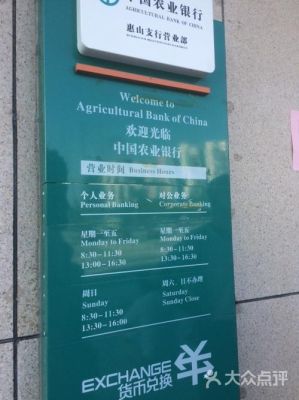 中国农业银行
AGRICULTURAL BANK OF CHINA
惠山支行营业部
Welcome to
Agricultural Bank of China
欢迎光临
中国农业银行
营业时间 Business Hours
个人业务 对公业务
Personal Banking Corporate Banking
星期一至五 星期一至五
Monday to Friday Monday to Friday
8:30-11:30 8:30-11:30
13:00-16:30 13:30-16:30
周日 周六、日不办理
Sunday Saturday
8:30-11:30 Sunday Close
13:30-16:00
EXCHANGE
货币兑换
大众点评